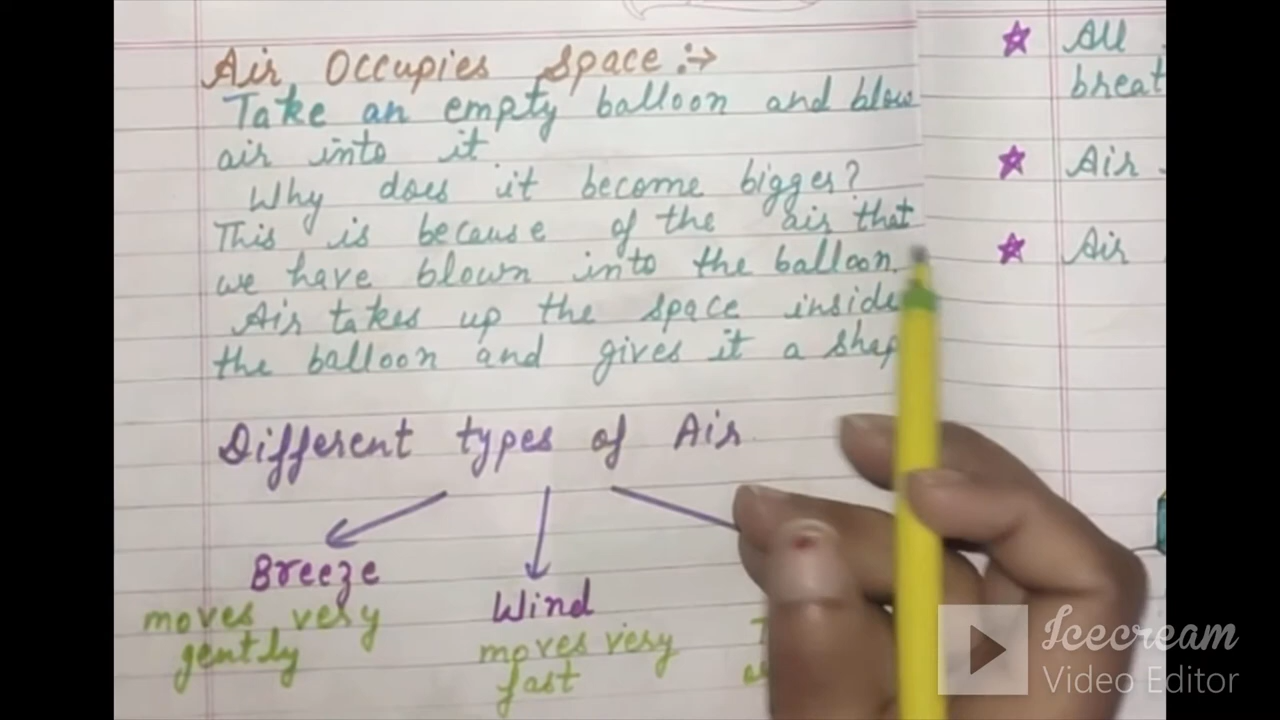 Air Occupies Space :→
Take an empty balloon and blow
air into it
Why does it become bigger?
This is because of the air that
we have blown into the balloon.
Air takes up the space inside
the balloon and gives it a shap
Different types of Air
Breeze
moves very
gently
Wind
moves very
fast
All
breat
Air
Air
Icecream
Video Editor